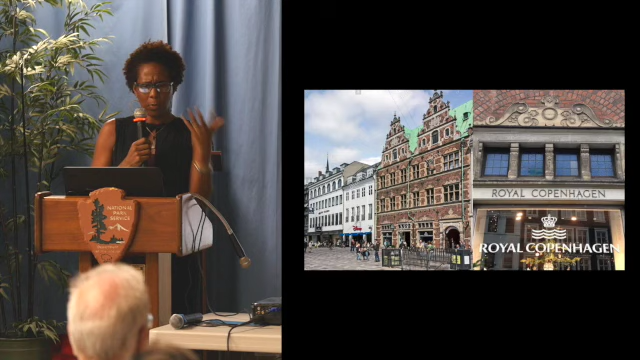 NATIONAL
PARK
SERVICE
ROYAL COPENHAGEN
ROYAL COPENHAGEN